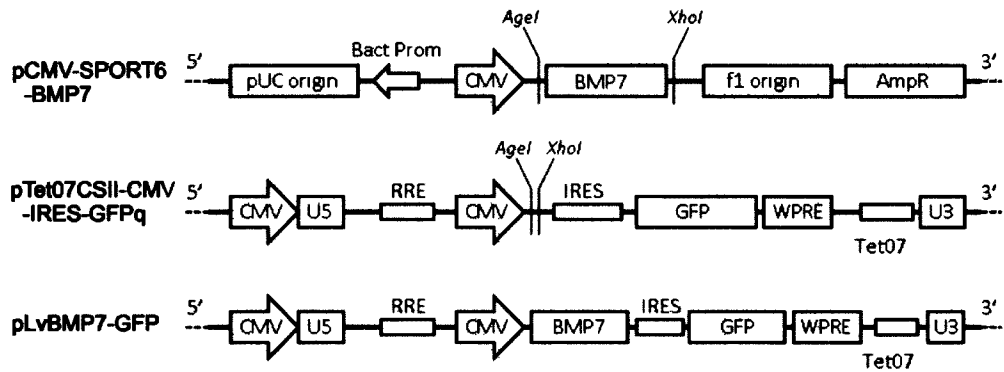 AgeI XhoI
5' Bact Prom 3'
pCMV-SPORT6
-BMP7
pUC origin CMV BMP7 f1 origin AmpR
AgeI XhoI
5' RRE IRES 3'
pTet07CSII-CMV
-IRES-GFPq
CMV U5 CMV GFP WPRE U3
Tet07
5' RRE IRES 3'
pLvBMP7-GFP
CMV U5 CMV BMP7 GFP WPRE U3
Tet07